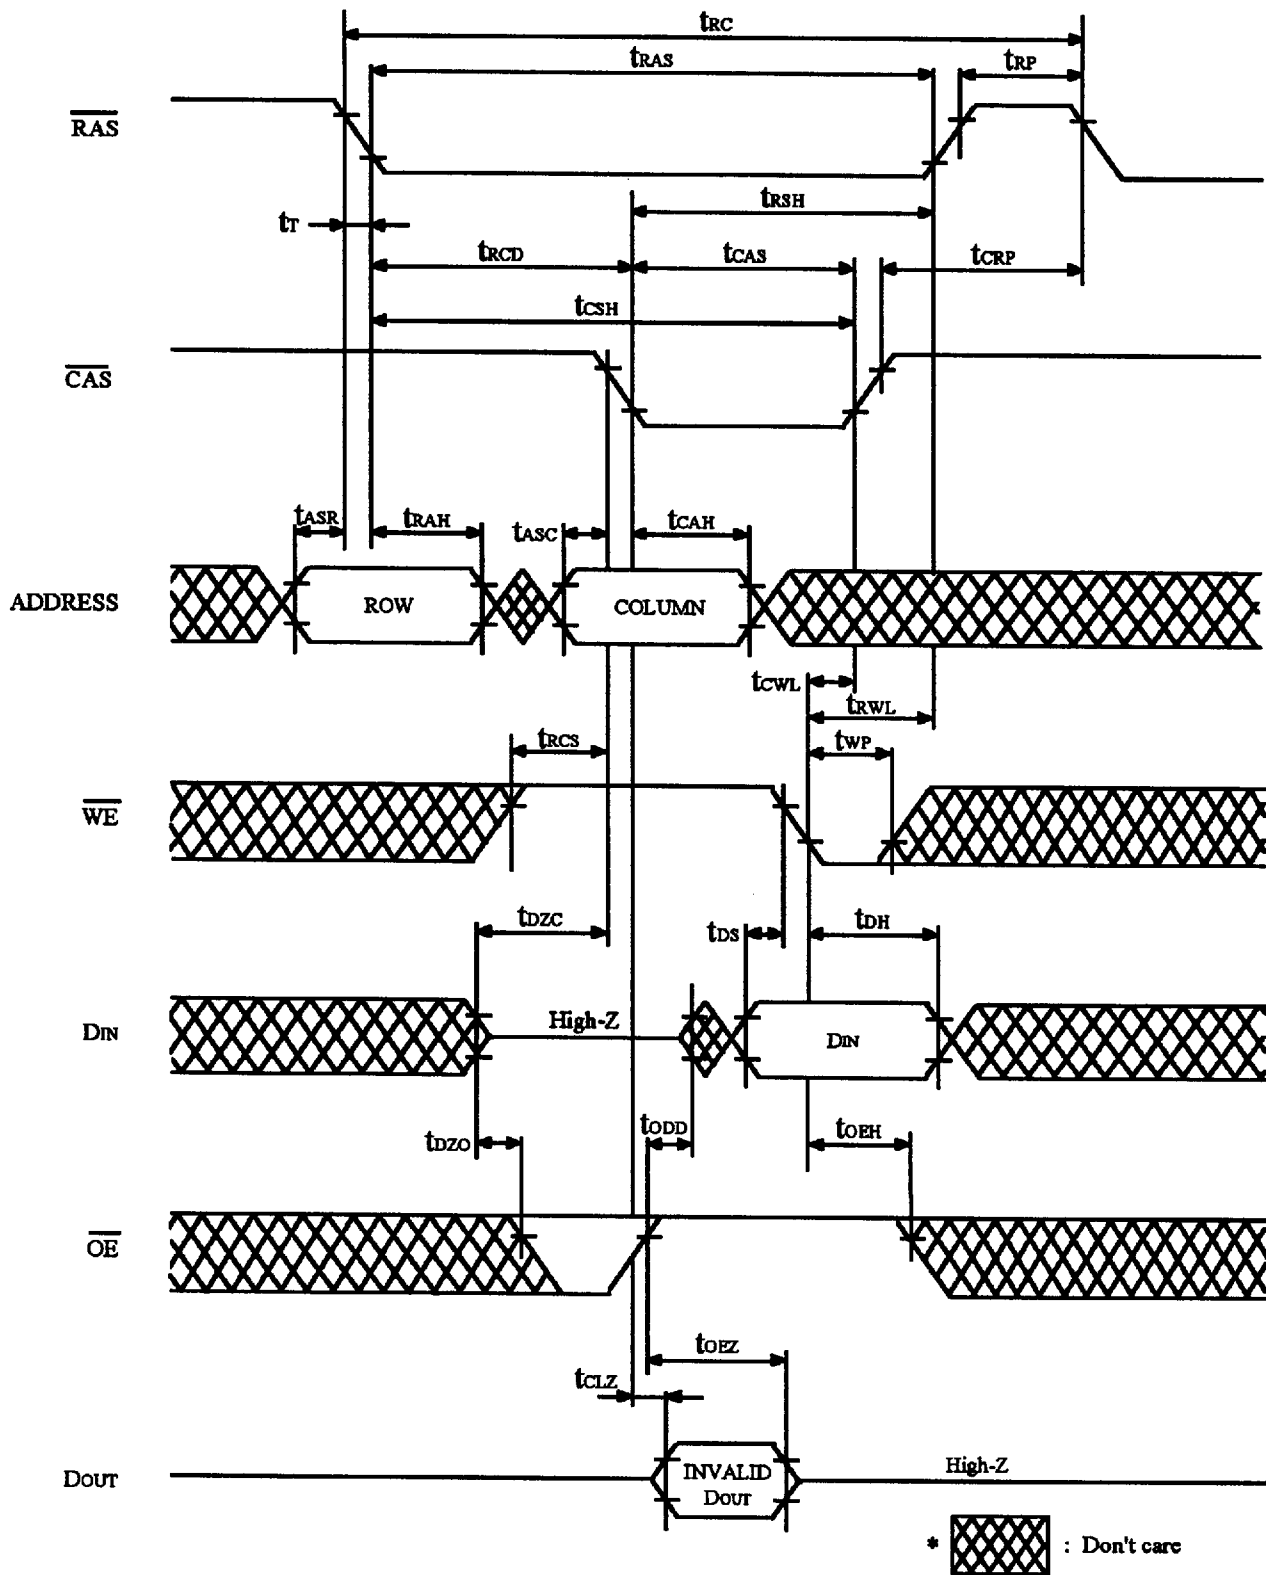 tRC
tRAS
tRP
RAS
tRSH
tT
tRCD
tCAS
tCRP
tCSH
CAS
tASR
tRAH
tASC
tCAH
ADDRESS
ROW
COLUMN
tCWL
tRWL
tRCS
tWP
WE
tDZC
tDS
tDH
DIN
High-Z
DIN
tDZO
tODD
tOEH
OE
tOEZ
tCLZ
DOUT
INVALID
DOUT
High-Z
* : Don't care